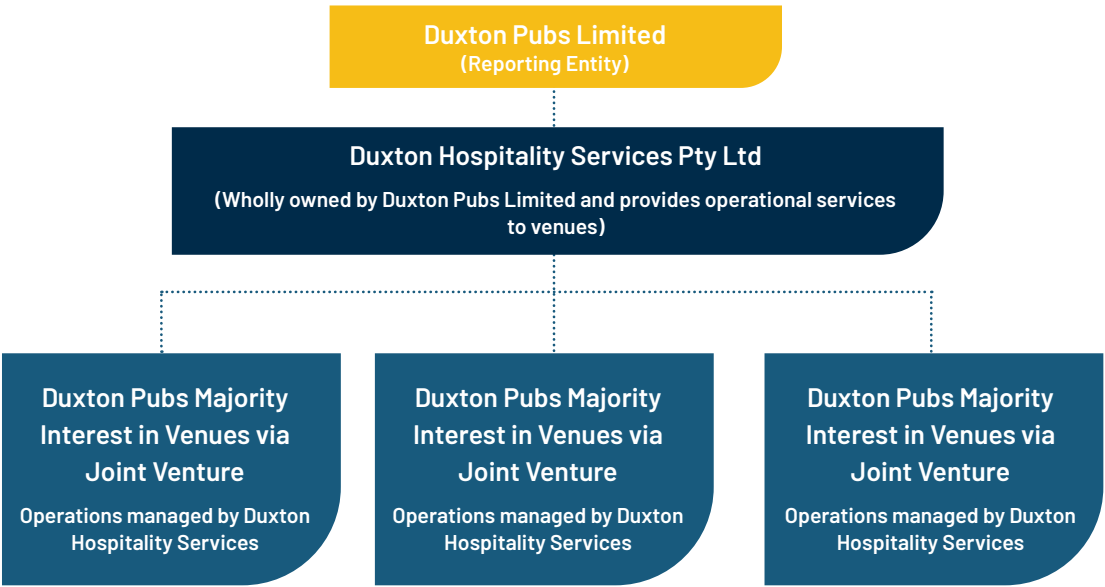 Duxton Pubs Limited
(Reporting Entity)
Duxton Hospitality Services Pty Ltd
(Wholly owned by Duxton Pubs Limited and provides operational services
to venues)
Duxton Pubs Majority
Interest in Venues via
Joint Venture
Operations managed by Duxton
Hospitality Services
Duxton Pubs Majority
Interest in Venues via
Joint Venture
Operations managed by Duxton
Hospitality Services
Duxton Pubs Majority
Interest in Venues via
Joint Venture
Operations managed by Duxton
Hospitality Services